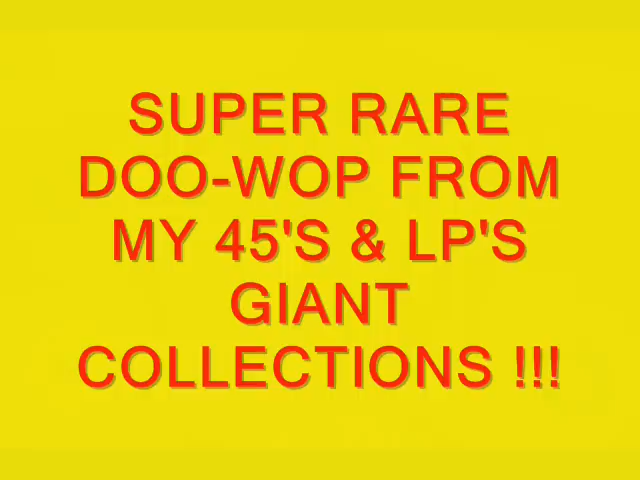 SUPER RARE
DOO-WOP FROM
MY 45'S & LP'S
GIANT
COLLECTIONS !!!